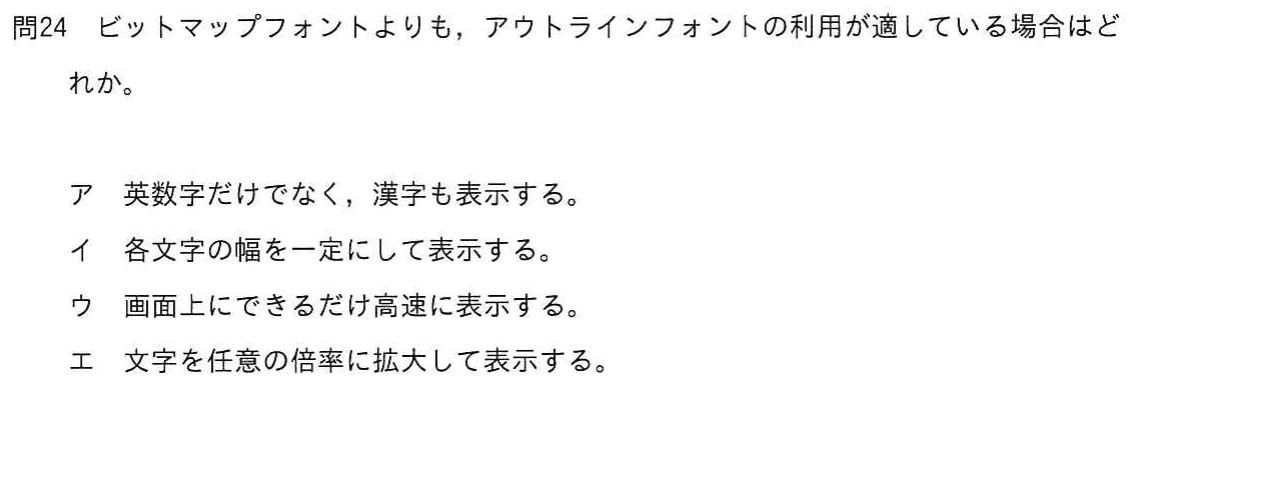 問24　ビットマップフォントよりも，アウトラインフォントの利用が適している場合はど
れか。
ア　英数字だけでなく，漢字も表示する。
イ　各文字の幅を一定にして表示する。
ウ　画面上にできるだけ高速に表示する。
エ　文字を任意の倍率に拡大して表示する。